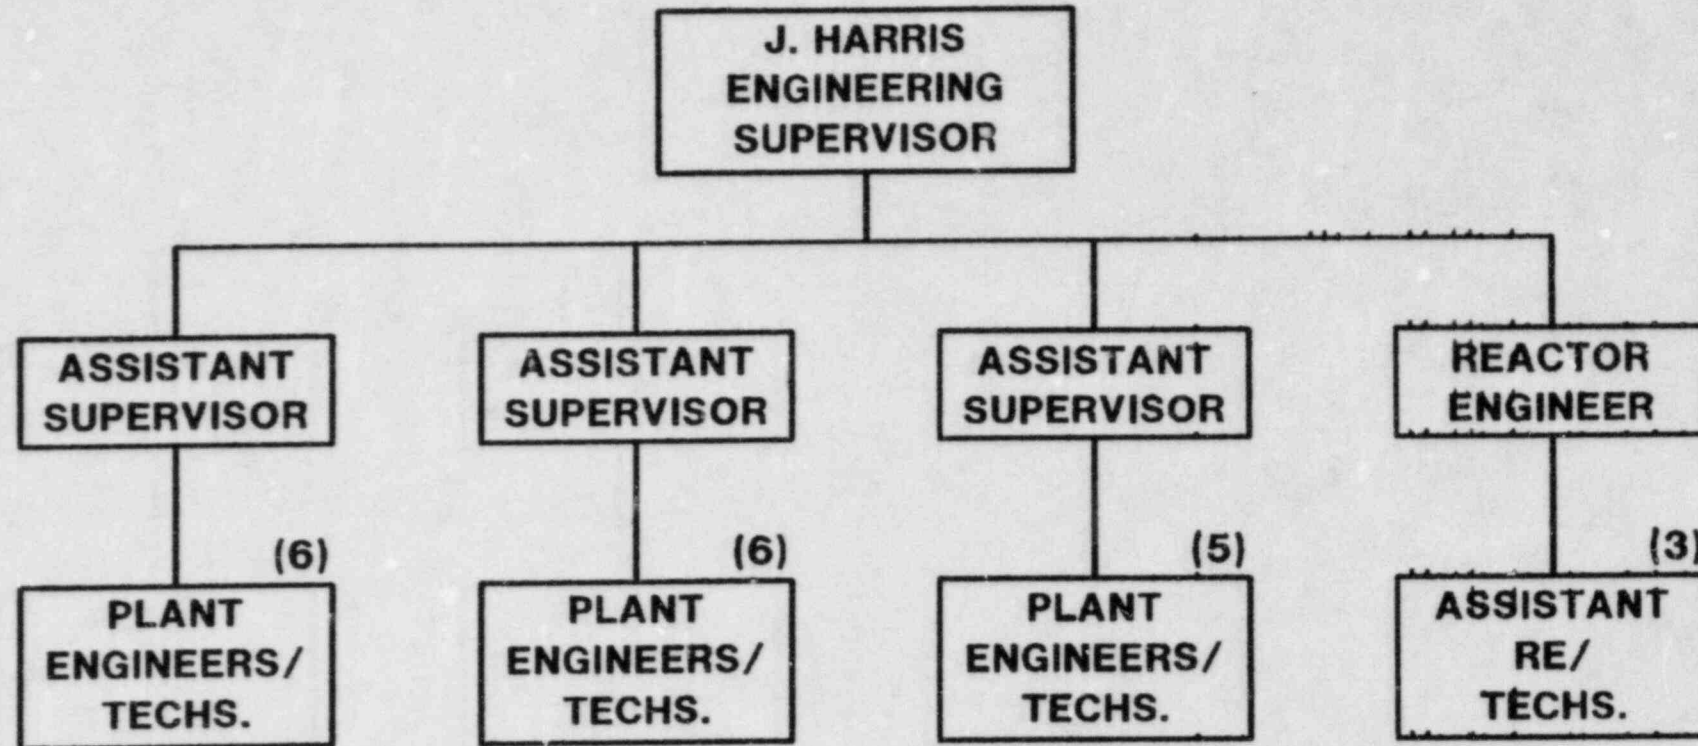 J. HARRIS
ENGINEERING
SUPERVISOR
ASSISTANT
SUPERVISOR
ASSISTANT
SUPERVISOR
ASSISTANT
SUPERVISOR
REACTOR
ENGINEER
(6)
PLANT
ENGINEERS/
TECHS.
(6)
PLANT
ENGINEERS/
TECHS.
(5)
PLANT
ENGINEERS/
TECHS.
(3)
ASSISTANT
RE/
TECHS.